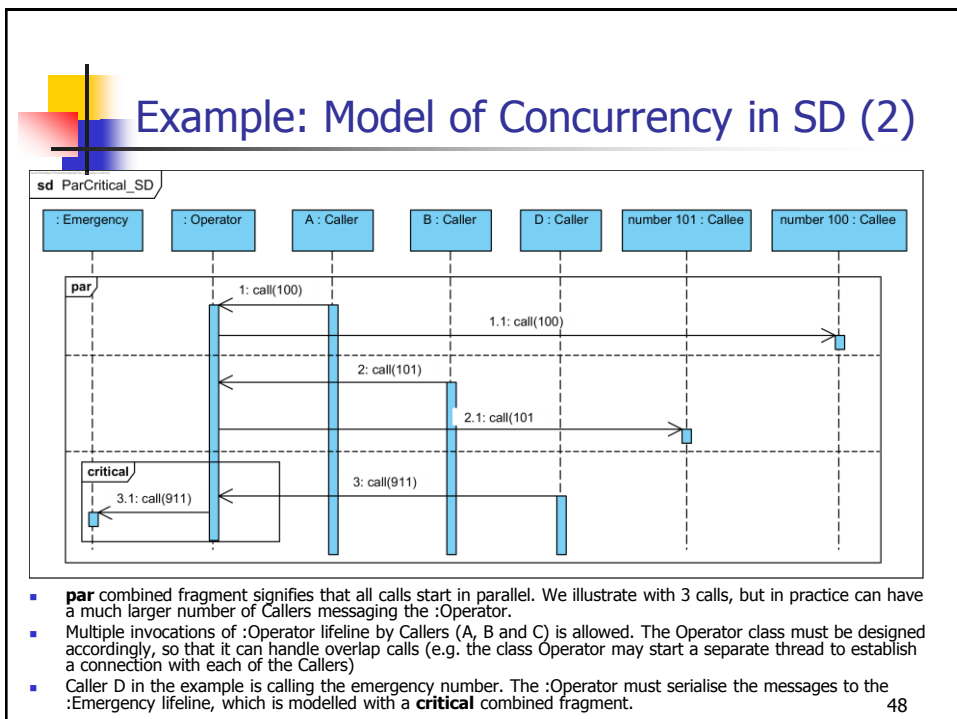 Example: Model of Concurrency in SD (2)
sd ParCritical_SD
: Emergency
: Operator
A : Caller
B : Caller
D : Caller
number 101 : Callee
number 100 : Callee
par
1: call(100)
1.1: call(100)
2: call(101)
2.1: call(101
critical
3: call(911)
3.1: call(911)
par combined fragment signifies that all calls start in parallel. We illustrate with 3 calls, but in practice can have
a much larger number of Callers messaging the :Operator.
Multiple invocations of :Operator lifeline by Callers (A, B and C) is allowed. The Operator class must be designed
accordingly, so that it can handle overlap calls (e.g. the class Operator may start a separate thread to establish
a connection with each of the Callers)
Caller D in the example is calling the emergency number. The :Operator must serialise the messages to the
:Emergency lifeline, which is modelled with a critical combined fragment.
48